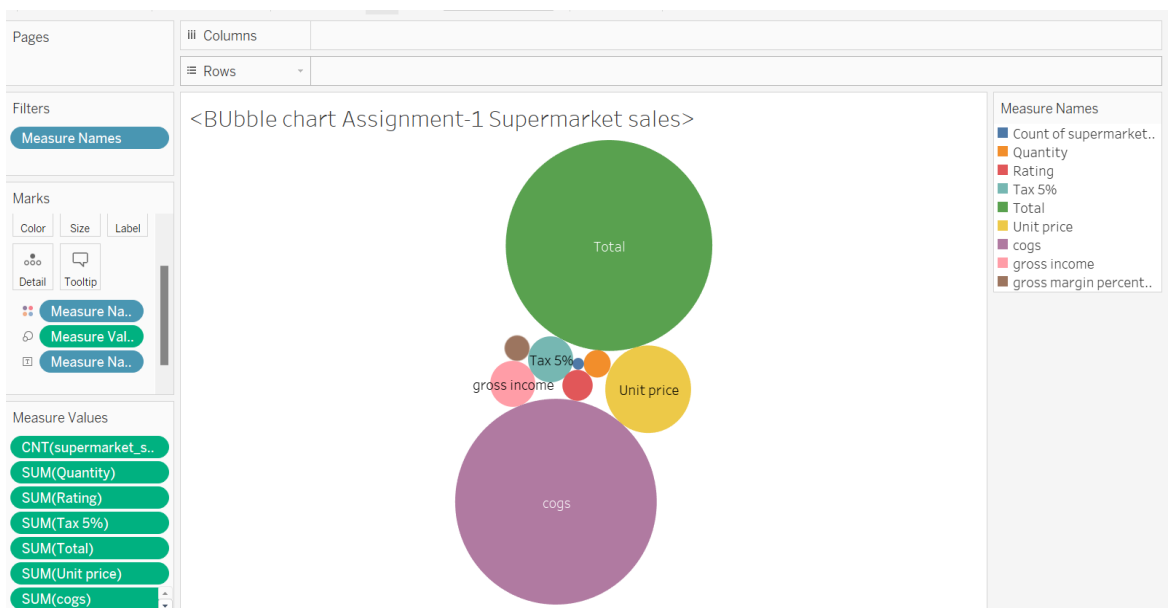 Pages
iii Columns
Rows
Filters
Measure Names
<BUbble chart Assignment-1 Supermarket sales>
Measure Names
Count of supermarket..
Quantity
Rating
Tax 5%
Total
Unit price
cogs
gross income
gross margin percent..
Marks
Color Size Label
Detail Tooltip
Measure Na..
Measure Val..
Measure Na..
Total
Tax 5%
gross income
Unit price
cogs
Measure Values
CNT(supermarket_s..
SUM(Quantity)
SUM(Rating)
SUM(Tax 5%)
SUM(Total)
SUM(Unit price)
SUM(cogs)